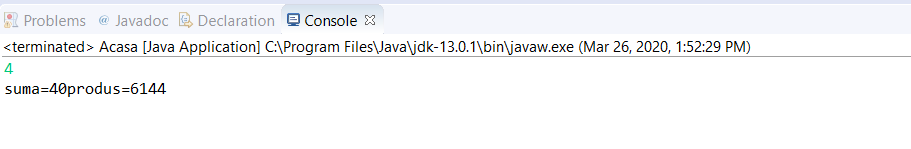 Problems @ Javadoc Declaration Console
<terminated> Acasa [Java Application] C:\Program Files\Java\jdk-13.0.1\bin\javaw.exe (Mar 26, 2020, 1:52:29 PM)
4
suma=40produs=6144